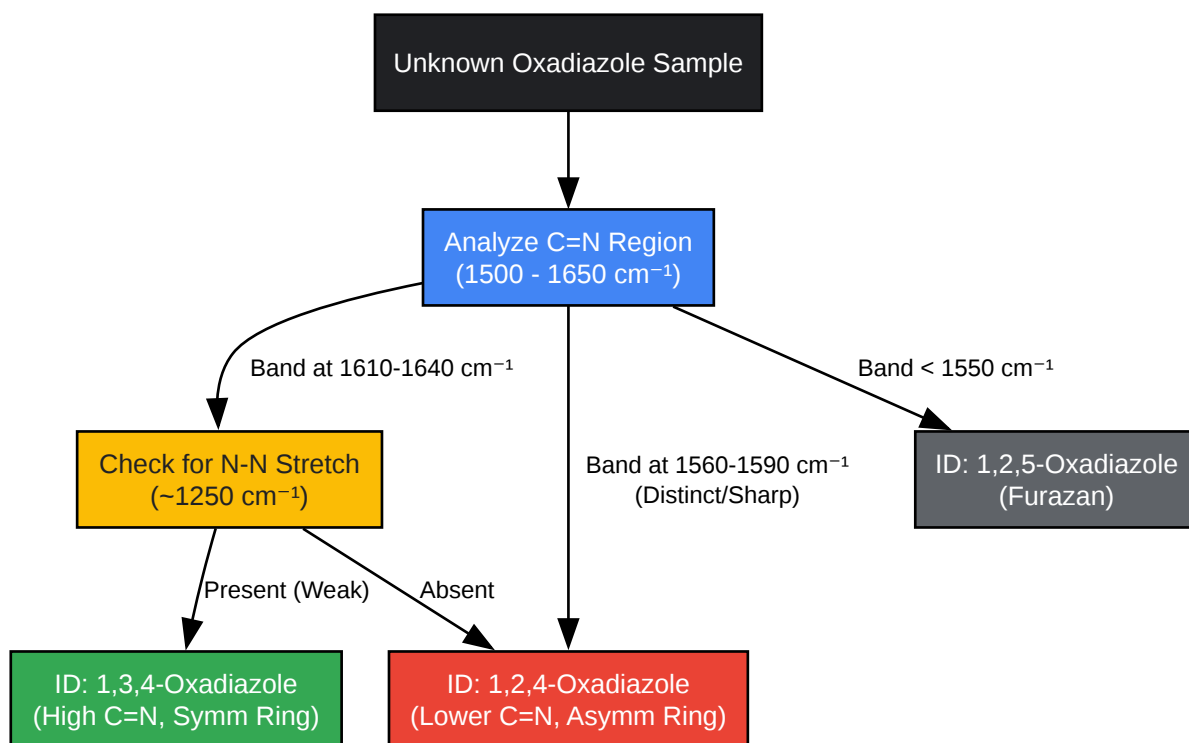 Unknown Oxadiazole Sample
Analyze C=N Region
(1500 - 1650 cm⁻¹)
Band at 1610-1640 cm⁻¹
Band < 1550 cm⁻¹
Check for N-N Stretch
(~1250 cm⁻¹)
Band at 1560-1590 cm⁻¹
(Distinct/Sharp)
ID: 1,2,5-Oxadiazole
(Furazan)
Present (Weak)
Absent
ID: 1,3,4-Oxadiazole
(High C=N, Symm Ring)
ID: 1,2,4-Oxadiazole
(Lower C=N, Asymm Ring)